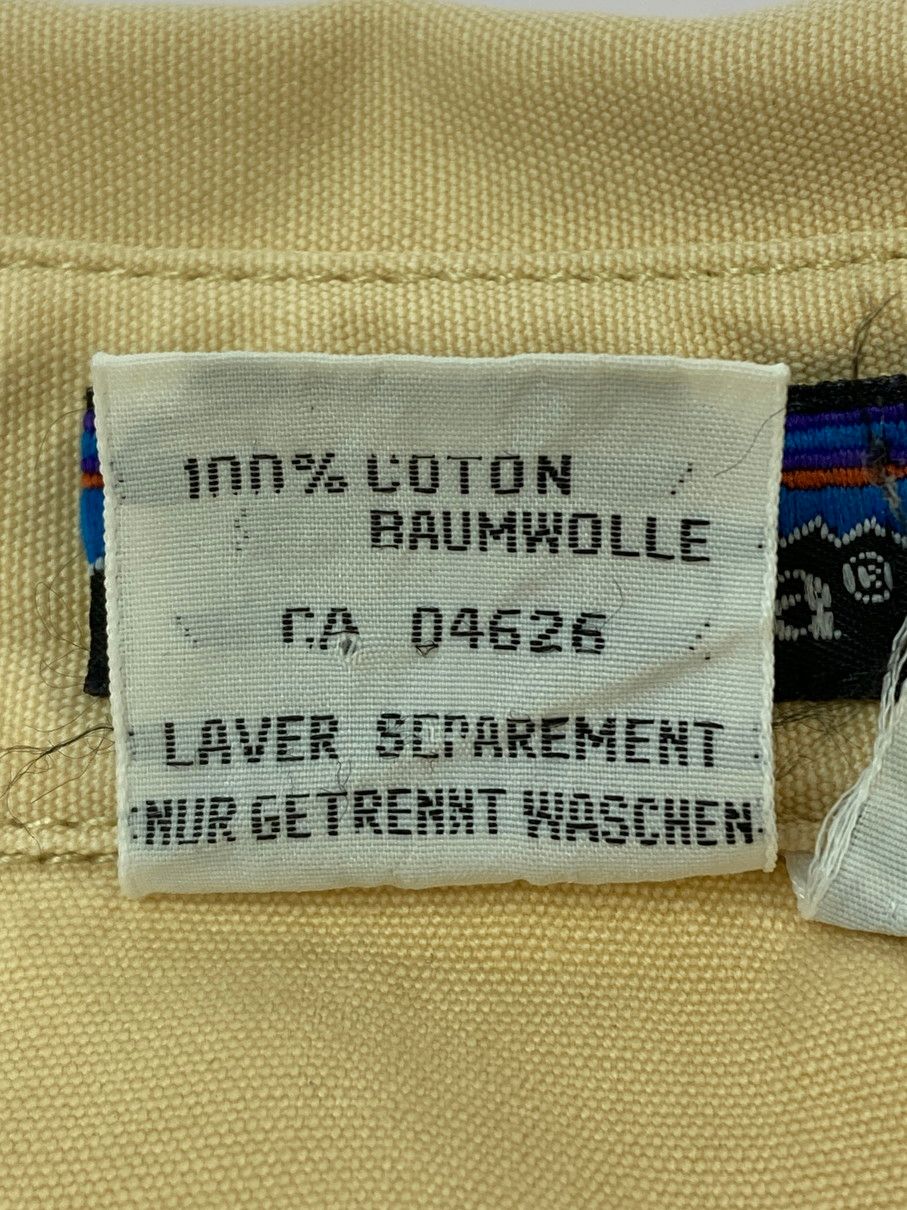 100% COTON
BAUMWOLLE
CA 04626
LAVER SEPAREMENT
NUR GETRENNT WASCHEN
a®